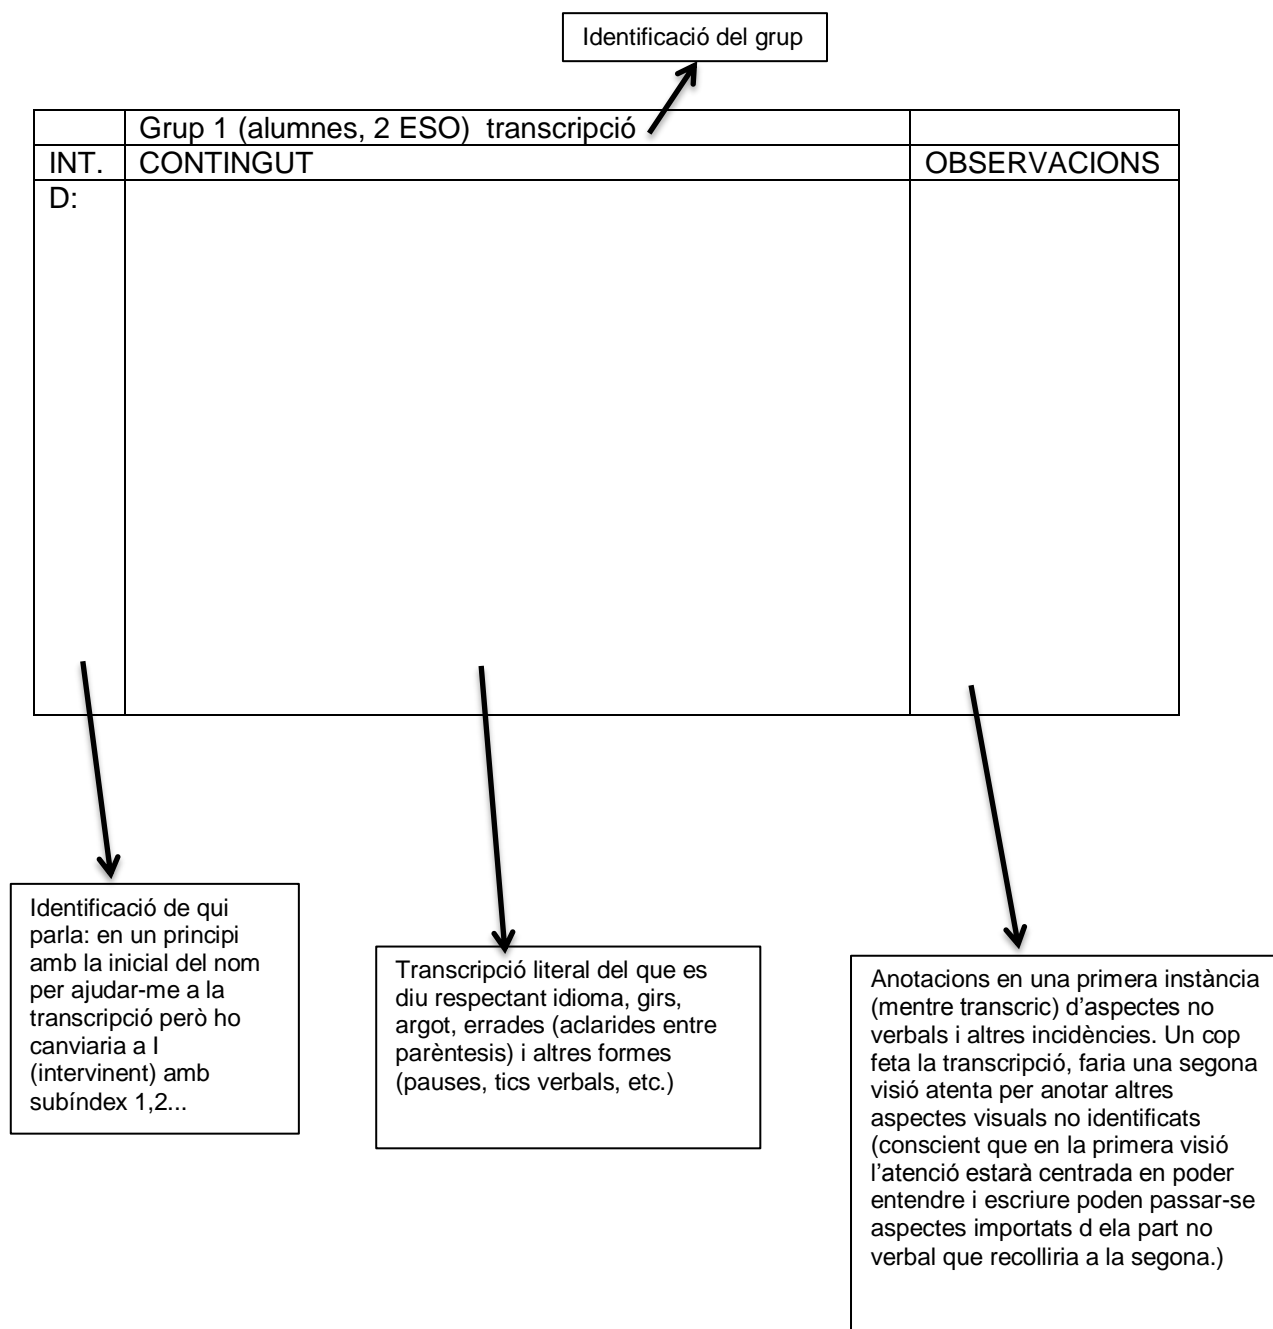 Identificació del grup
Grup 1 (alumnes, 2 ESO)  transcripció
INT. CONTINGUT OBSERVACIONS
D:
Identificació de qui
parla: en un principi
amb la inicial del nom
per ajudar-me a la
transcripció però ho
canviaria a I
(intervinent) amb
subíndex 1,2...
Transcripció literal del que es
diu respectant idioma, girs,
argot, errades (aclarides entre
parèntesis) i altres formes
(pauses, tics verbals, etc.)
Anotacions en una primera instància
(mentre transcric) d’aspectes no
verbals i altres incidències. Un cop
feta la transcripció, faria una segona
visió atenta per anotar altres
aspectes visuals no identificats
(conscient que en la primera visió
l’atenció estarà centrada en poder
entendre i escriure poden passar-se
aspectes importats d ela part no
verbal que recolliria a la segona.)